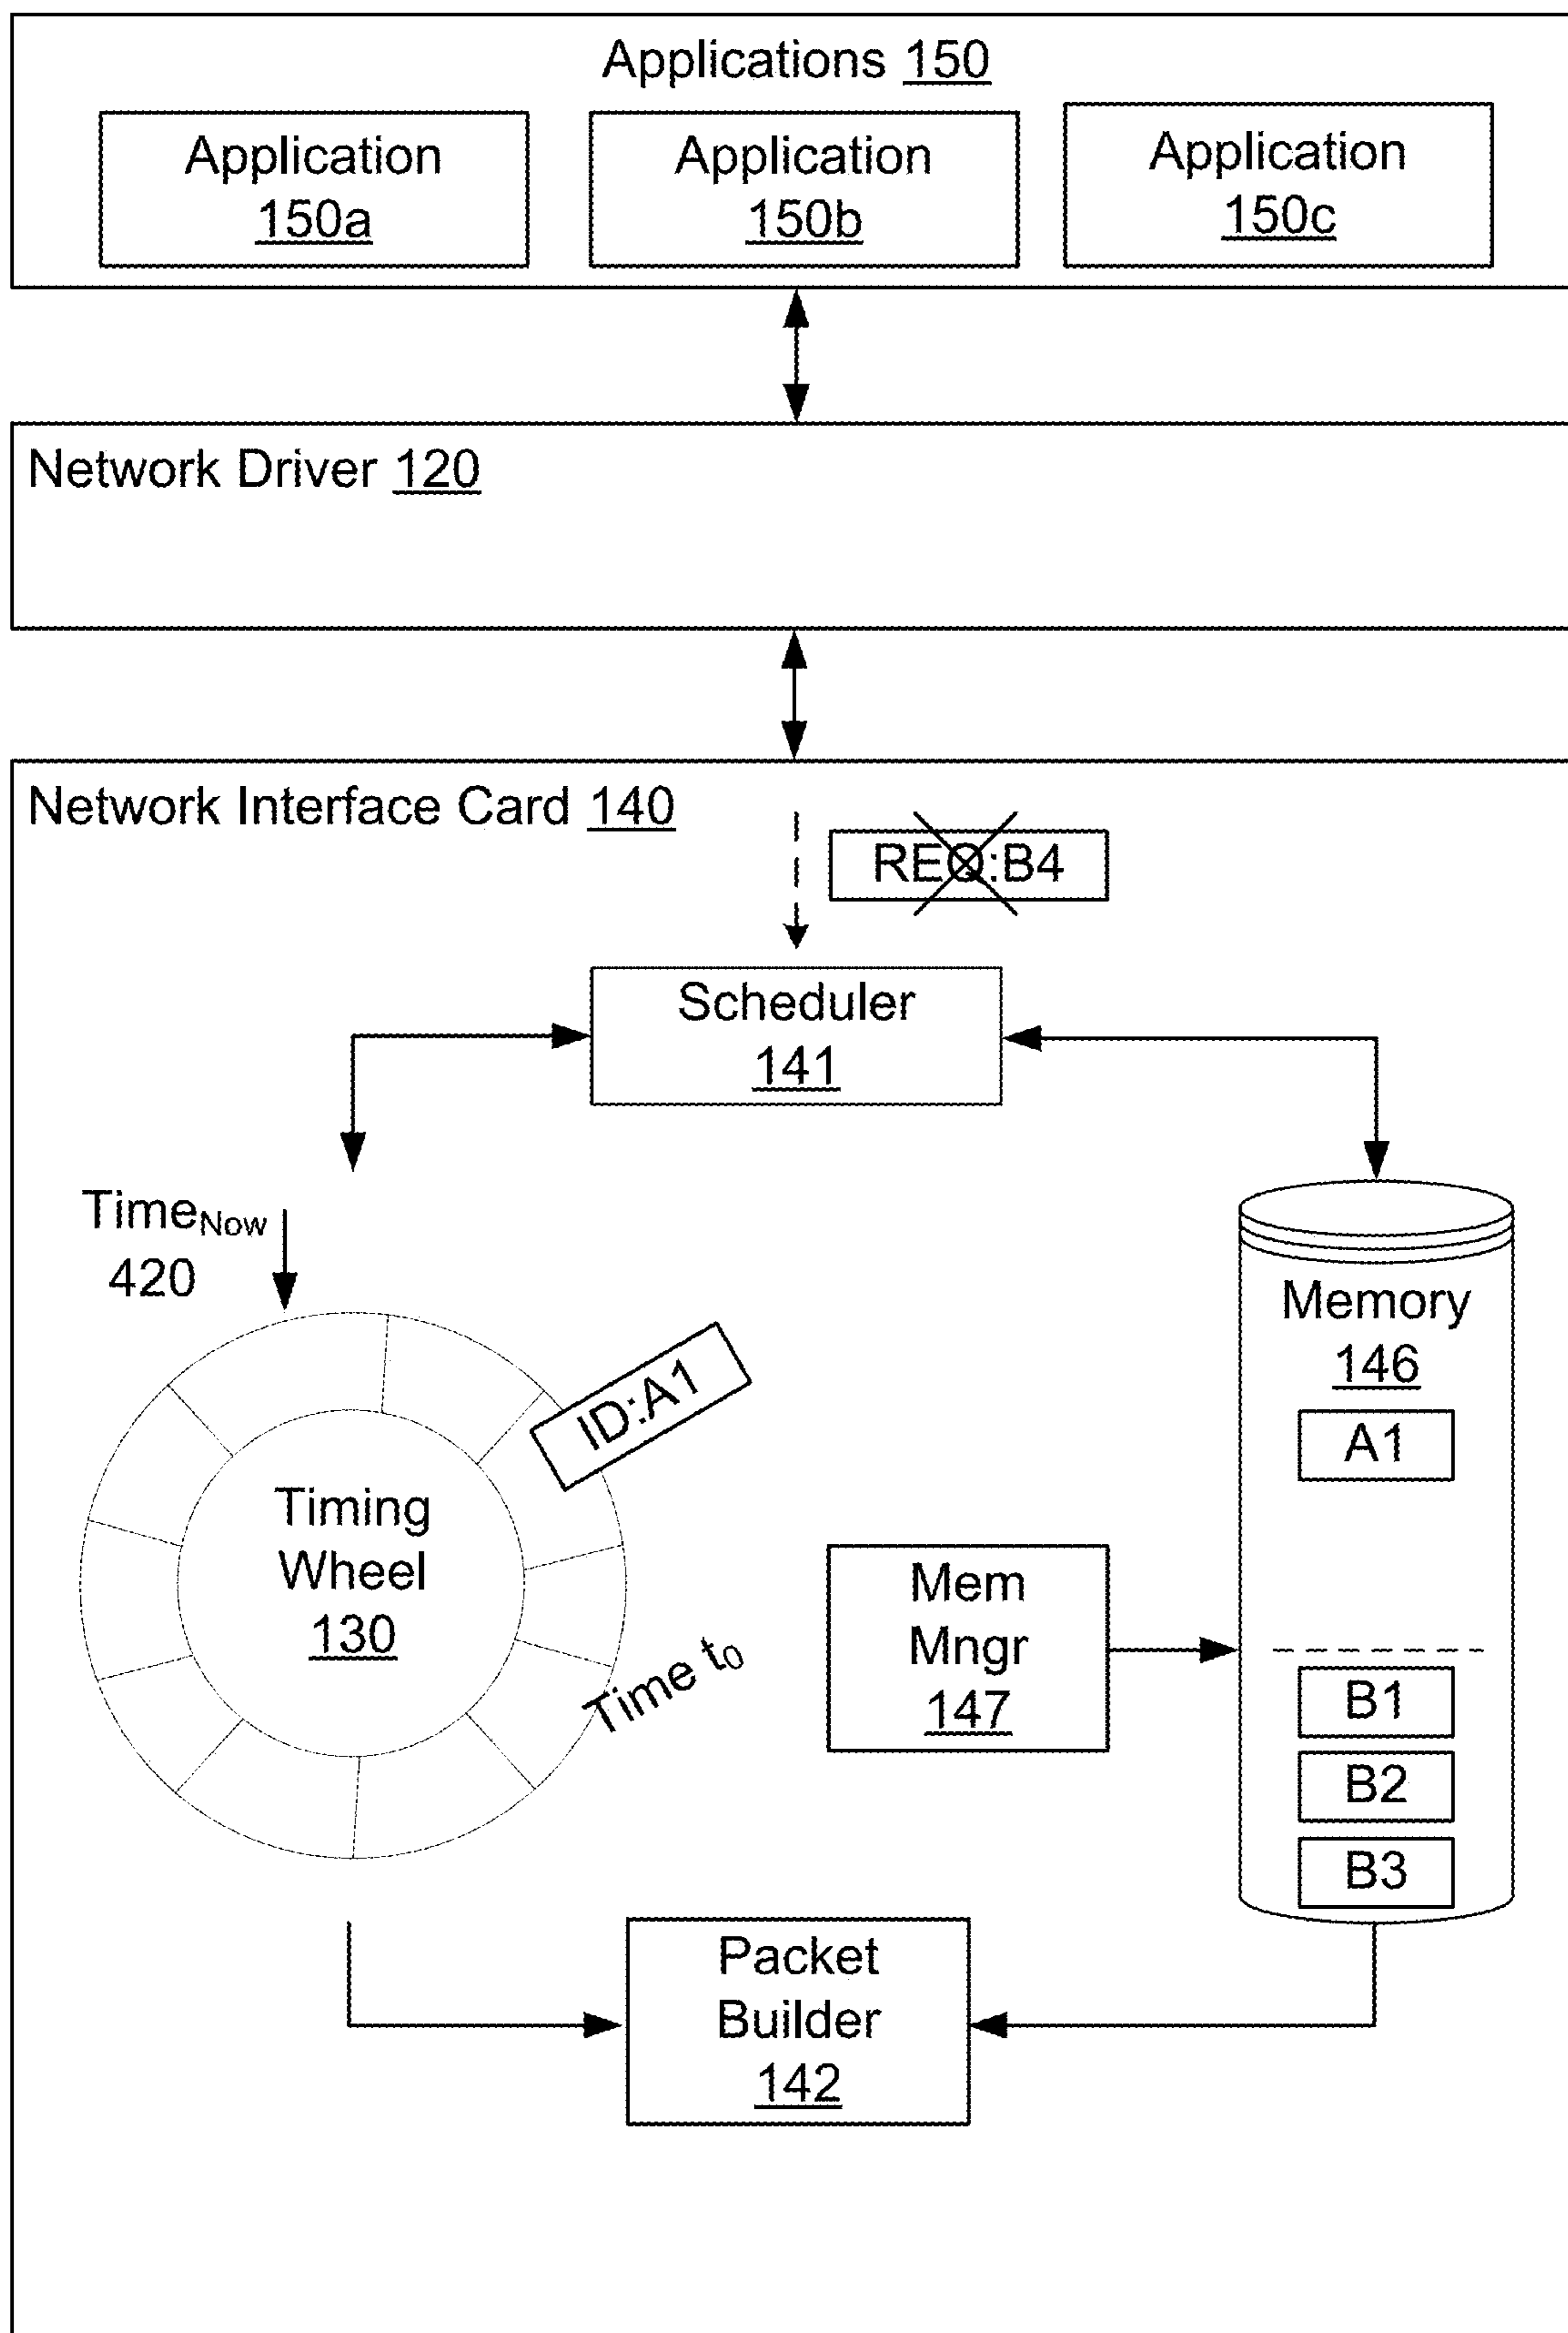 Applications 150
Application
150a
Application
150b
Application
150c
Network Driver 120
Network Interface Card 140
REQ:B4
Scheduler
141
TimeNow
420
ID:A1
Memory
146
A1
Timing
Wheel
130
Time t0
Mem
Mngr
147
B1
B2
B3
Packet
Builder
142